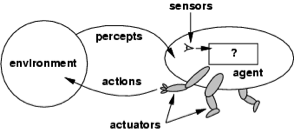 sensors
percepts
?
environment
agent
actions
actuators